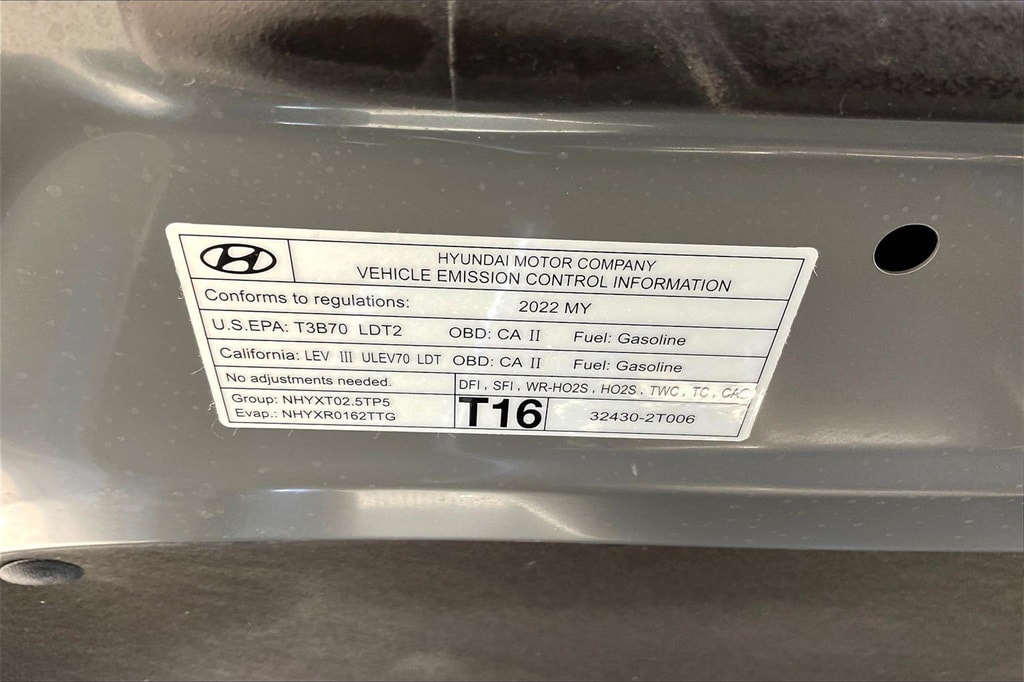 HYUNDAI MOTOR COMPANY
VEHICLE EMISSION CONTROL INFORMATION
Conforms to regulations: 2022 MY
U.S.EPA: T3B70 LDT2 OBD: CA II Fuel: Gasoline
California: LEV III ULEV70 LDT OBD: CA II Fuel: Gasoline
No adjustments needed. DFI , SFI , WR-HO2S , HO2S , TWC , TC , CAC
Group: NHYXT02.5TP5
Evap.: NHYXR0162TTG
T16 32430-2T006